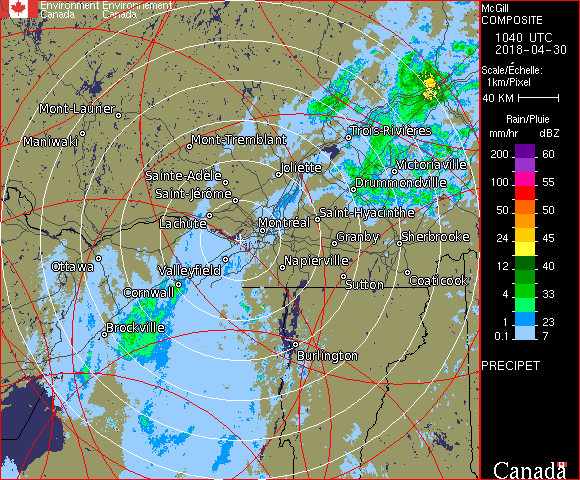 Environment Environnement
Canada Canada
McGill
COMPOSITE
1040 UTC
2018-04-30
Scale/Échelle:
1km/Pixel
40 KM
Rain/Pluie
mm/hr dBZ
200 60
100 55
50 50
24 45
12 40
4 33
1 23
0.1 7
PRECIPET
Canada
Mont-Laurier
Maniwaki
Mont-Tremblant
Trois-Rivières
Joliette
Victoriaville
Sainte-Adèle
Drummondville
Saint-Jérôme
Saint-Hyacinthe
Lachute
Montréal
Granby
Sherbrooke
Ottawa
Valleyfield
Napierville
Sutton
Coaticook
Cornwall
Brockville
Burlington